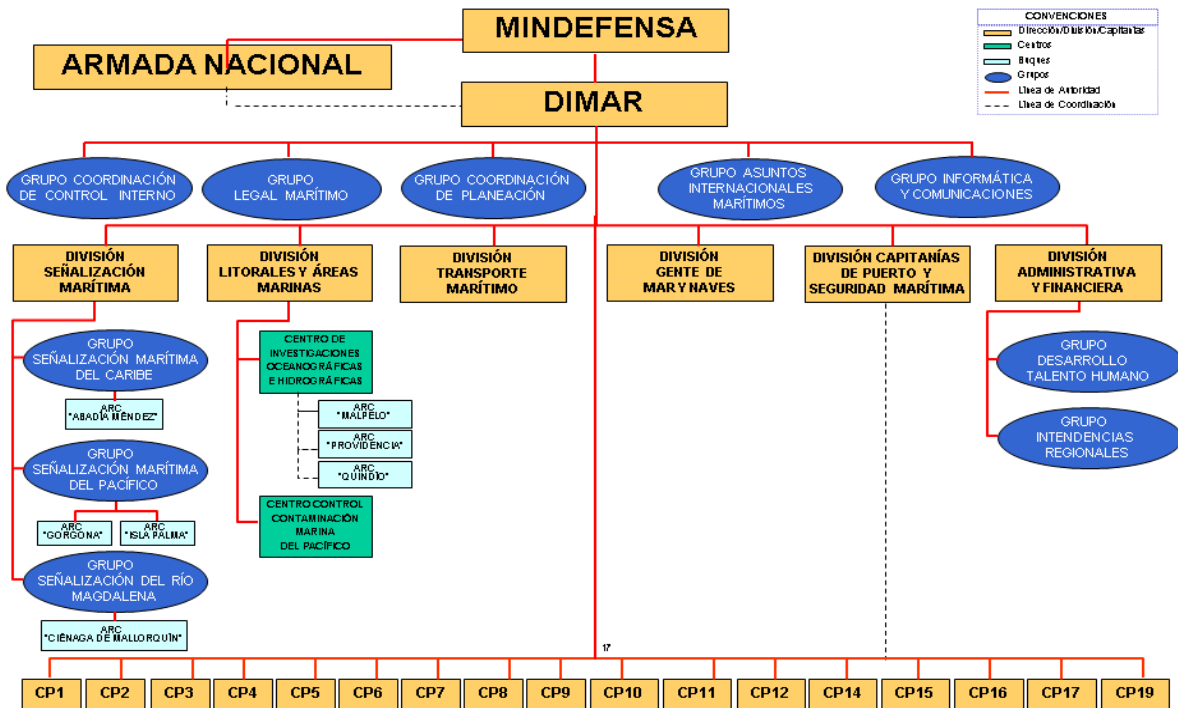 MINDEFENSA
ARMADA NACIONAL
DIMAR
CONVENCIONES
Dirección/División/Capitanías
Centros
Buques
Grupos
Línea de Autoridad
Línea de Coordinación
GRUPO COORDINACIÓN
DE CONTROL INTERNO
GRUPO
LEGAL MARÍTIMO
GRUPO COORDINACIÓN
DE PLANEACIÓN
GRUPO ASUNTOS
INTERNACIONALES
MARÍTIMOS
GRUPO INFORMÁTICA
Y COMUNICACIONES
DIVISIÓN
SEÑALIZACIÓN
MARÍTIMA
DIVISIÓN
LITORALES Y ÁREAS
MARINAS
DIVISIÓN
TRANSPORTE
MARÍTIMO
DIVISIÓN
GENTE DE
MAR Y NAVES
DIVISIÓN CAPITANÍAS
DE PUERTO Y
SEGURIDAD MARÍTIMA
DIVISIÓN
ADMINISTRATIVA
Y FINANCIERA
GRUPO
SEÑALIZACIÓN MARÍTIMA
DEL CARIBE
ARC
"ABADÍA MÉNDEZ"
GRUPO
SEÑALIZACIÓN MARÍTIMA
DEL PACÍFICO
ARC
"GORGONA"
ARC
"ISLA PALMA"
GRUPO
SEÑALIZACIÓN DEL RÍO
MAGDALENA
ARC
"CIÉNAGA DE MALLORQUÍN"
CENTRO DE
INVESTIGACIONES
OCEANOGRÁFICAS
E HIDROGRÁFICAS
ARC
"MALPELO"
ARC
"PROVIDENCIA"
ARC
"QUINDÍO"
CENTRO CONTROL
CONTAMINACIÓN
MARINA
DEL PACÍFICO
GRUPO
DESARROLLO
TALENTO HUMANO
GRUPO
INTENDENCIAS
REGIONALES
17
CP1
CP2
CP3
CP4
CP5
CP6
CP7
CP8
CP9
CP10
CP11
CP12
CP14
CP15
CP16
CP17
CP19